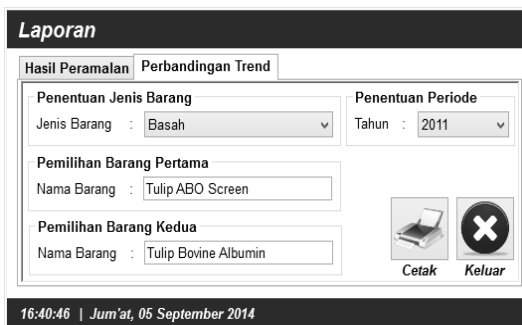 Laporan
Hasil Peramalan Perbandingan Trend
Penentuan Jenis Barang
Jenis Barang : Basah
Penentuan Periode
Tahun : 2011
Pemilihan Barang Pertama
Nama Barang : Tulip ABO Screen
Pemilihan Barang Kedua
Nama Barang : Tulip Bovine Albumin
Cetak Keluar
16:40:46 | Jum'at, 05 September 2014